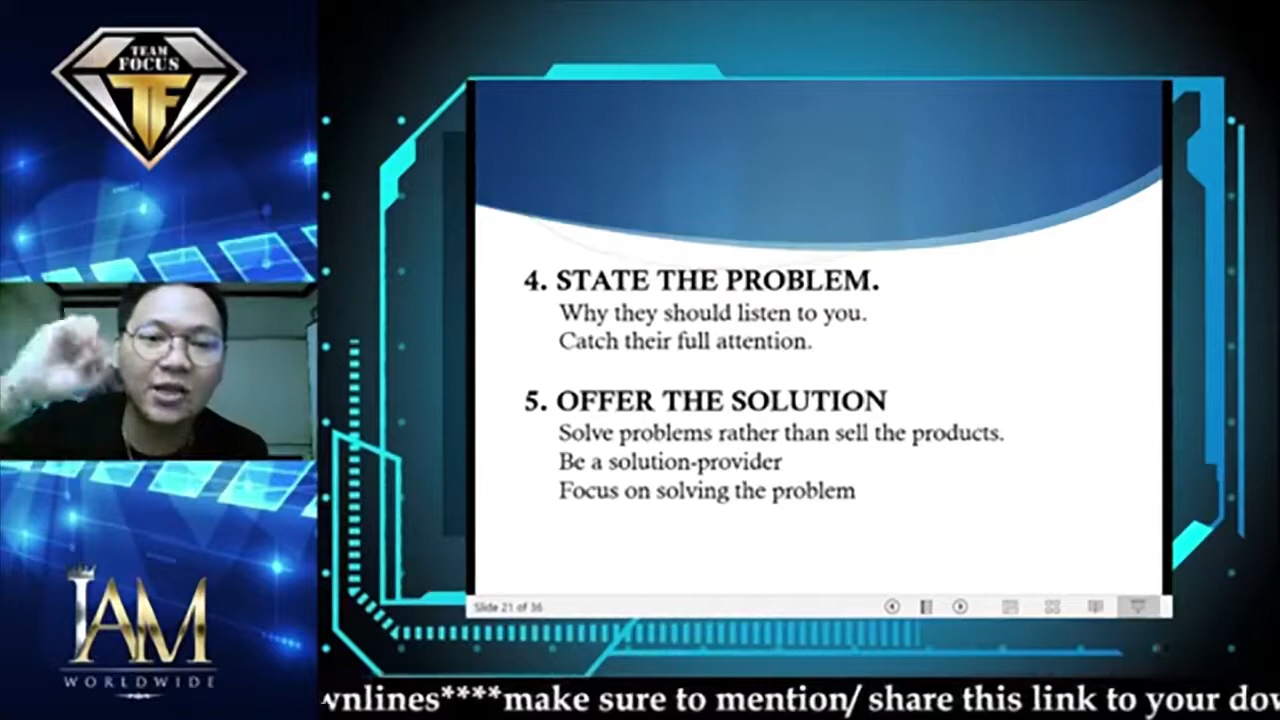 TEAM
FOCUS
TF
IAM
WORLDWIDE
4. STATE THE PROBLEM.
Why they should listen to you.
Catch their full attention.
5. OFFER THE SOLUTION
Solve problems rather than sell the products.
Be a solution-provider
Focus on solving the problem
Slide 21 of 36
wnlines****make sure to mention/ share this link to your dow